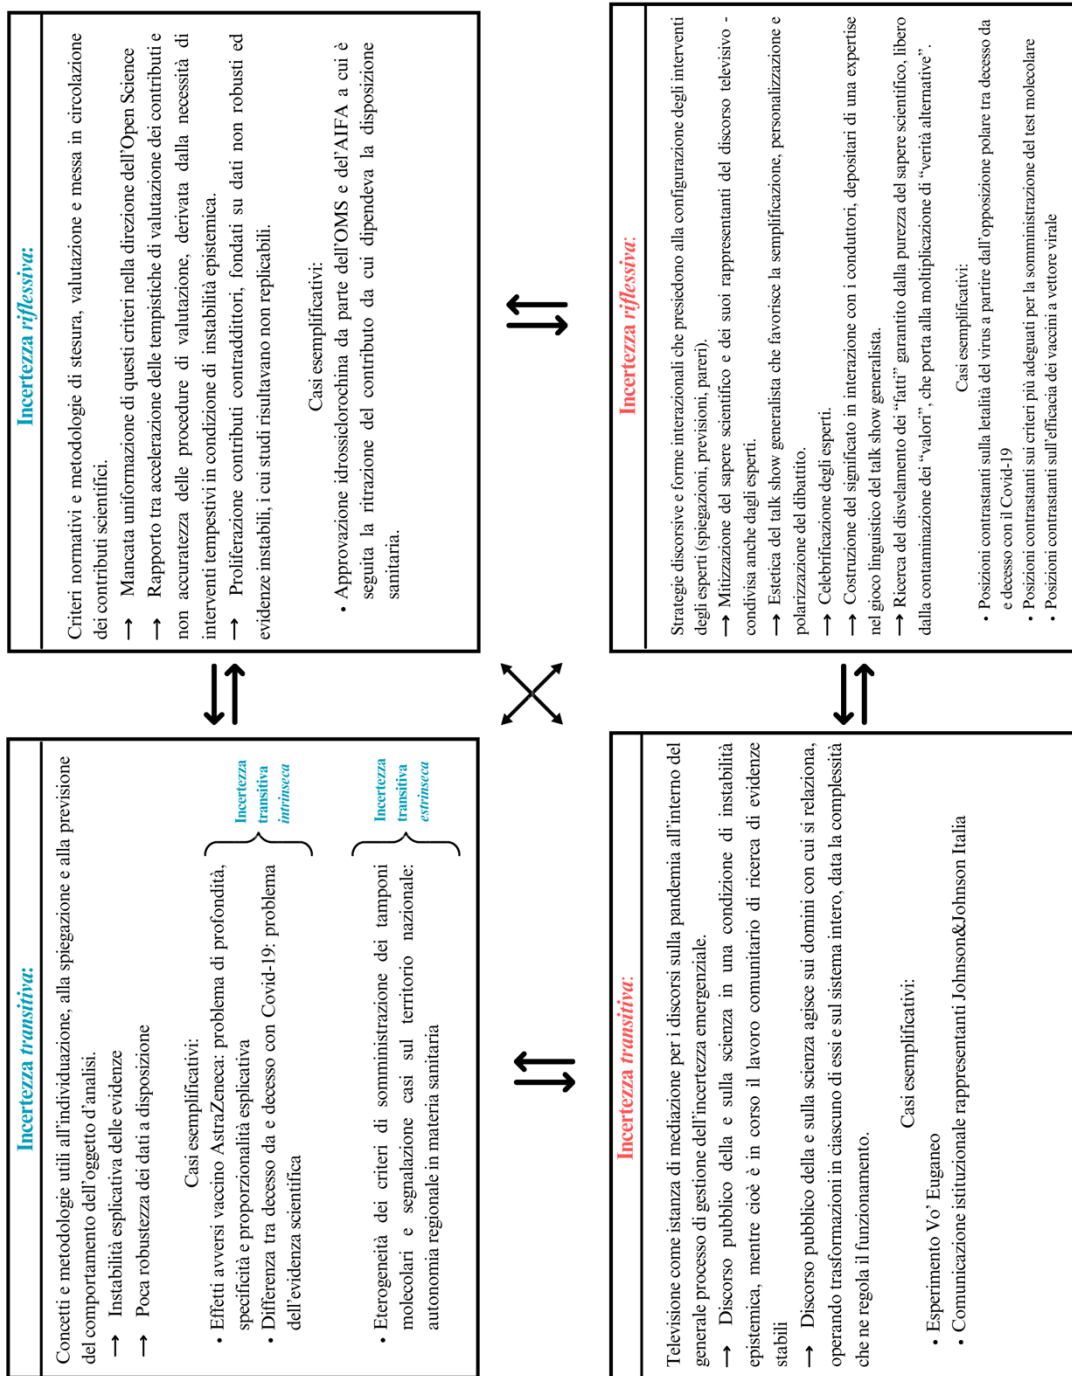 Incertezza transitiva:
Concetti e metodologie utili all'individuazione, alla spiegazione e alla previsione
del comportamento dell'oggetto d'analisi.
→ Instabilità esplicativa delle evidenze
→ Poca robustezza dei dati a disposizione
Casi esemplificativi:
• Effetti avversi vaccino AstraZeneca: problema di profondità,
specificità e proporzionalità esplicativa
• Differenza tra decesso da e decesso con Covid-19: problema
dell'evidenza scientifica
Incertezza
transitiva
intrinseca
• Eterogeneità dei criteri di somministrazione dei tamponi
molecolari e segnalazione casi sul territorio nazionale:
autonomia regionale in materia sanitaria
Incertezza
transitiva
estrinseca
Incertezza riflessiva:
Criteri normativi e metodologie di stesura, valutazione e messa in circolazione
dei contributi scientifici.
→ Mancata uniformazione di questi criteri nella direzione dell'Open Science
→ Rapporto tra accelerazione delle tempistiche di valutazione dei contributi e
non accuratezza delle procedure di valutazione, derivata dalla necessità di
interventi tempestivi in condizione di instabilità epistemica.
→ Proliferazione contributi contraddittori, fondati su dati non robusti ed
evidenze instabili, i cui studi risultavano non replicabili.
Casi esemplificativi:
• Approvazione idrossiclorochina da parte dell'OMS e del'AIFA a cui è
seguita la ritrazione del contributo da cui dipendeva la disposizione
sanitaria.
Incertezza transitiva:
Televisione come istanza di mediazione per i discorsi sulla pandemia all'interno del
generale processo di gestione dell'incertezza emergenziale.
→ Discorso pubblico della e sulla scienza in una condizione di instabilità
epistemica, mentre cioè è in corso il lavoro comunitario di ricerca di evidenze
stabili
→ Discorso pubblico della e sulla scienza agisce sui domini con cui si relaziona,
operando trasformazioni in ciascuno di essi e sul sistema intero, data la complessità
che ne regola il funzionamento.
Casi esemplificativi:
• Esperimento Vo' Euganeo
• Comunicazione istituzionale rappresentanti Johnson&Johnson Italia
Incertezza riflessiva:
Strategie discorsive e forme interazionali che presiedono alla configurazione degli interventi
degli esperti (spiegazioni, previsioni, pareri).
→ Mitizzazione del sapere scientifico e dei suoi rappresentanti del discorso televisivo -
condivisa anche dagli esperti.
→ Estetica del talk show generalista che favorisce la semplificazione, personalizzazione e
polarizzazione del dibattito.
→ Celebrificazione degli esperti.
→ Costruzione del significato in interazione con i conduttori, depositari di una expertise
nel gioco linguistico del talk show generalista.
→ Ricerca del disvelamento dei "fatti" garantito dalla purezza del sapere scientifico, libero
dalla contaminazione dei "valori", che porta alla moltiplicazione di "verità alternative".
Casi esemplificativi:
• Posizioni contrastanti sulla letalità del virus a partire dall'opposizione polare tra decesso da
e decesso con il Covid-19
• Posizioni contrastanti sui criteri più adeguati per la somministrazione del test molecolare
• Posizioni contrastanti sull'efficacia dei vaccini a vettore virale